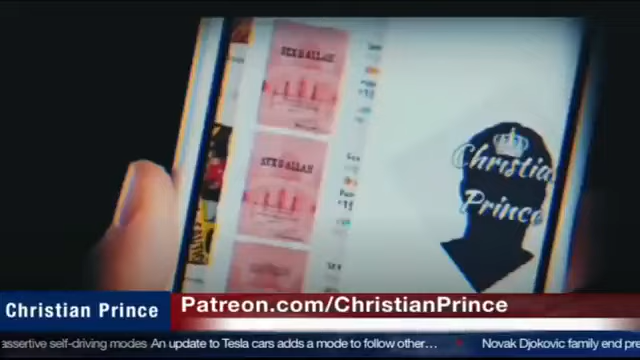 SEX & ALLAH
SEX & ALLAH
Christian
Prince
Christian Prince
Patreon.com/ChristianPrince
assertive self-driving modes An update to Tesla cars adds a mode to follow other…
Novak Djokovic family end pre